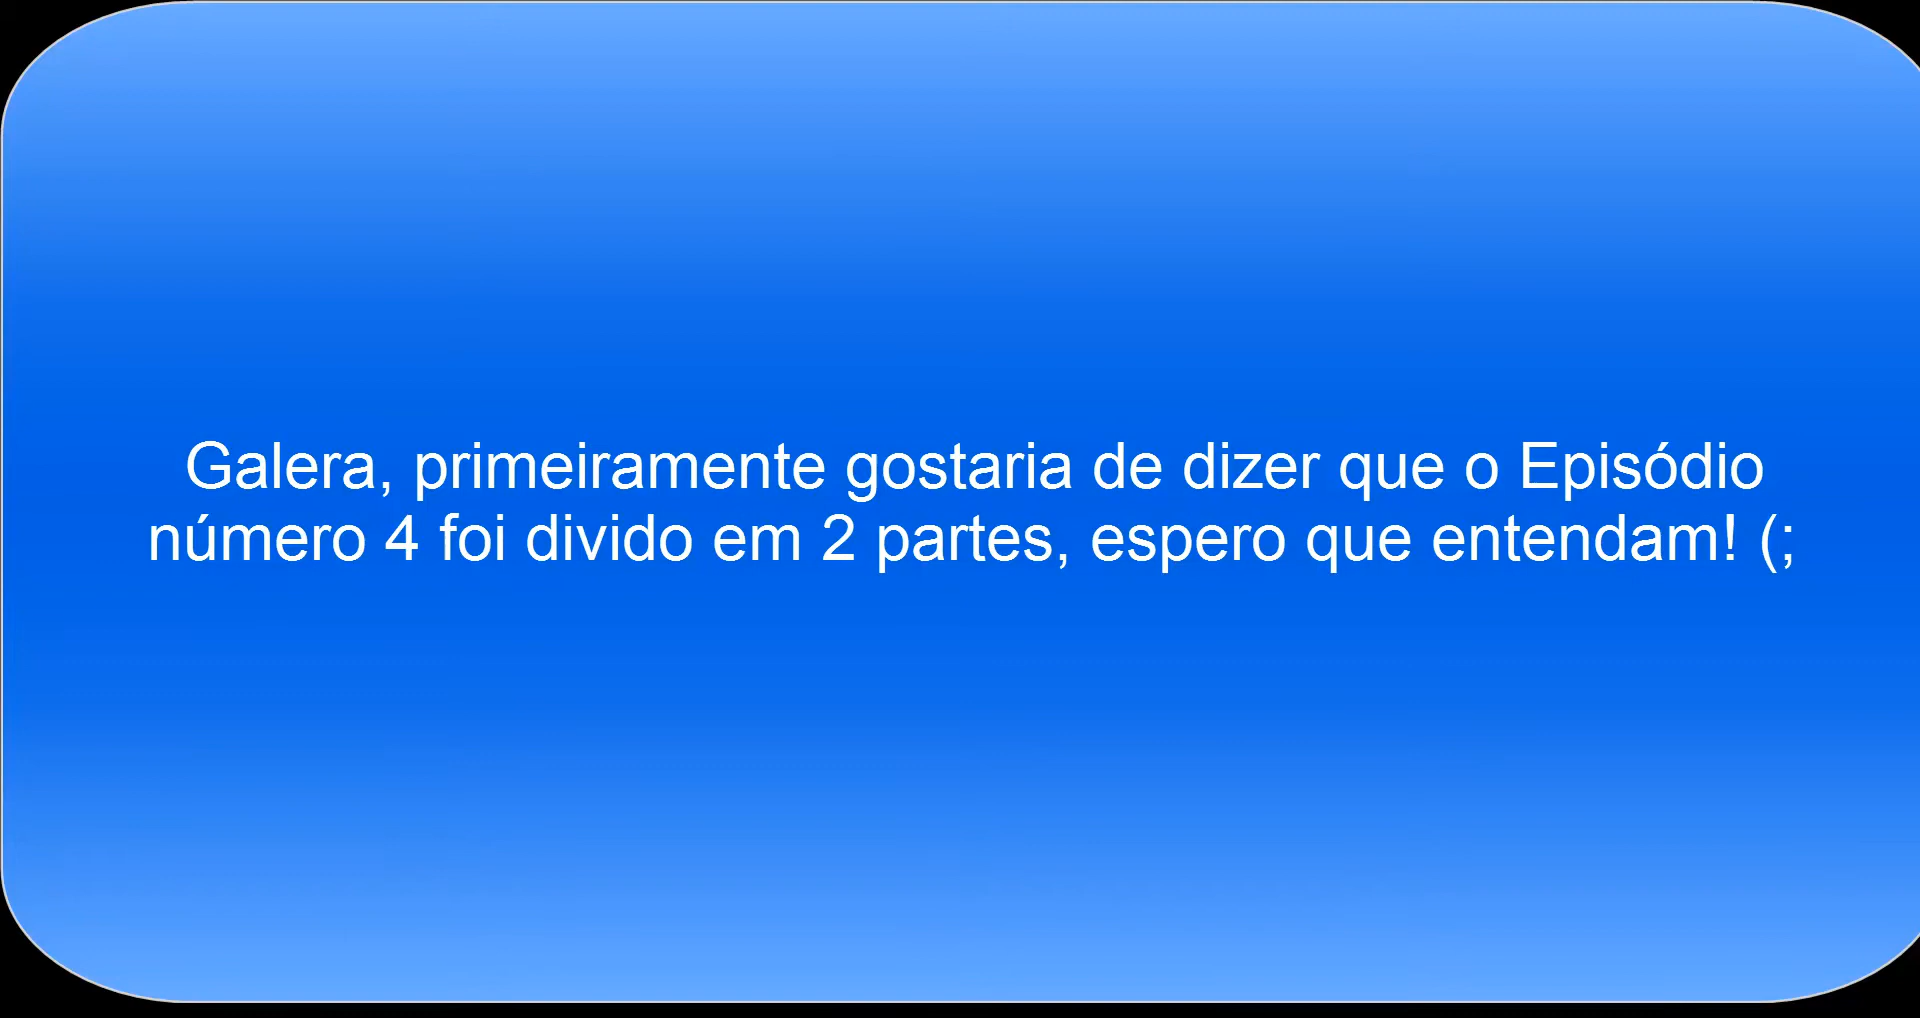 Galera, primeiramente gostaria de dizer que o Episódio
número 4 foi divido em 2 partes, espero que entendam! (;